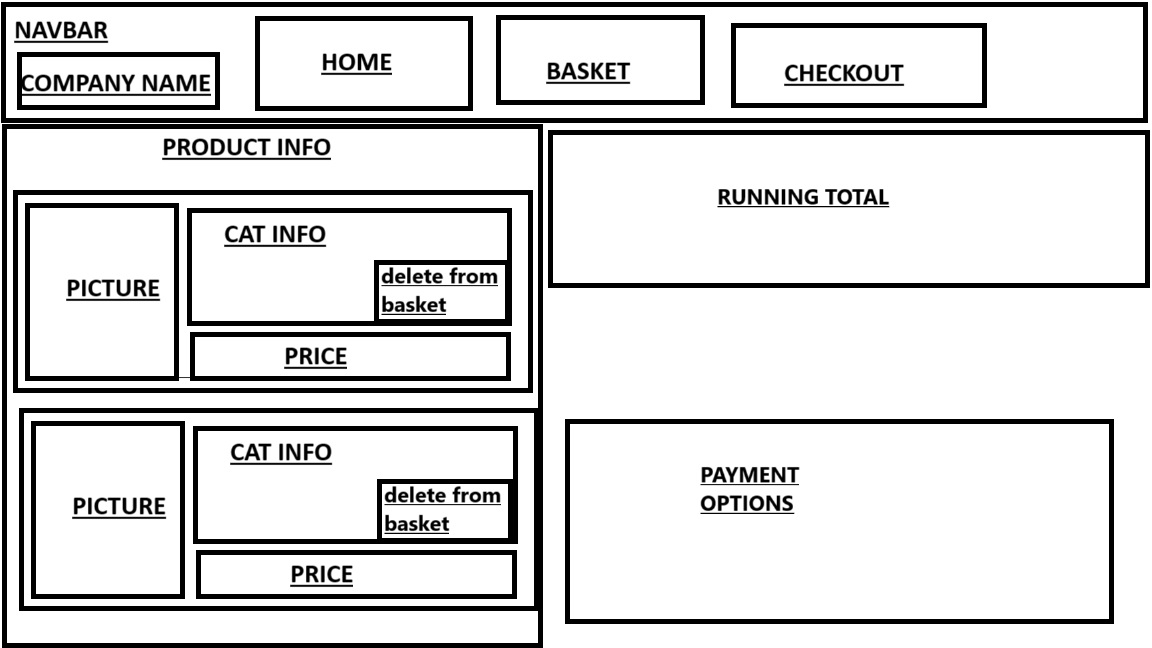 NAVBAR
COMPANY NAME
HOME
BASKET
CHECKOUT
PRODUCT INFO
PICTURE
CAT INFO
delete from
basket
PRICE
PICTURE
CAT INFO
delete from
basket
PRICE
RUNNING TOTAL
PAYMENT
OPTIONS